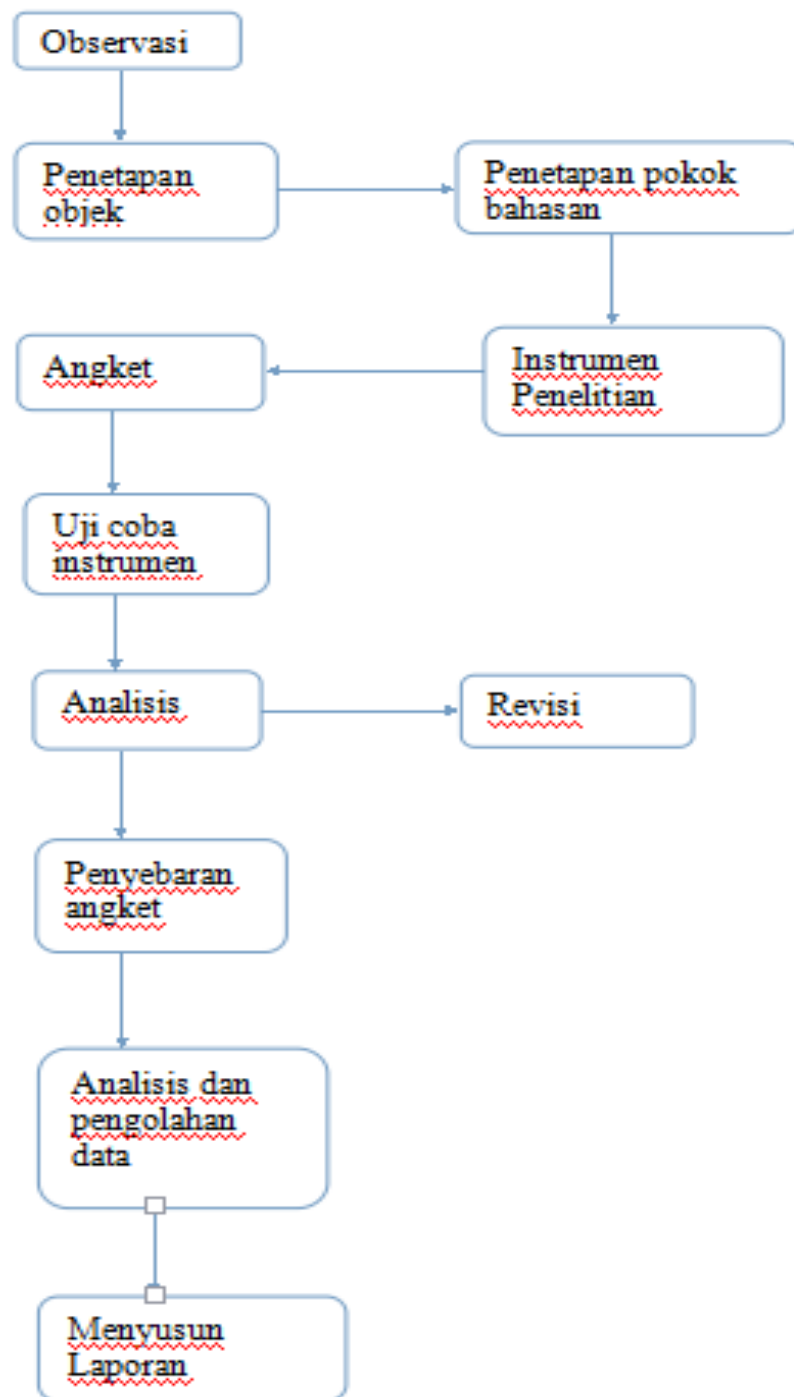 Observasi
Penetapan
objek
Penetapan pokok
bahasan
Instrumen
Penelitian
Angket
Uji coba
instrumen
Analisis
Revisi
Penyebaran
angket
Analisis dan
pengolahan
data
Menyusun
Laporan